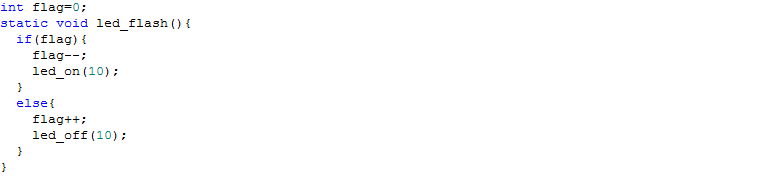 int flag=0;
static void led_flash(){
  if(flag){
    flag--;
    led_on(10);
  }
  else{
    flag++;
    led_off(10);
  }
}